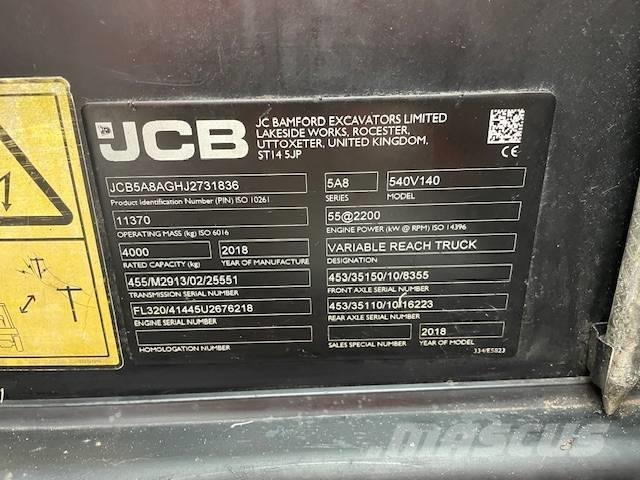 JCB
JC BAMFORD EXCAVATORS LIMITED
LAKESIDE WORKS, ROCESTER,
UTTOXETER, UNITED KINGDOM.
ST14 5JP
CE
JCB5A8AGHJ2731836
Product Identification Number (PIN) ISO 10261
5A8
SERIES
540V140
MODEL
11370
OPERATING MASS (kg) ISO 6016
55@2200
ENGINE POWER (kW @ RPM) ISO 14396
4000
RATED CAPACITY (kg)
2018
YEAR OF MANUFACTURE
VARIABLE REACH TRUCK
DESIGNATION
455/M2913/02/25551
TRANSMISSION SERIAL NUMBER
453/35150/10/8355
FRONT AXLE SERIAL NUMBER
FL320/41445U2676218
ENGINE SERIAL NUMBER
453/35110/10/16223
REAR AXLE SERIAL NUMBER
HOMOLOGATION NUMBER
SALES SPECIAL NUMBER
2018
YEAR OF MODEL
334/E5823
MASCUS